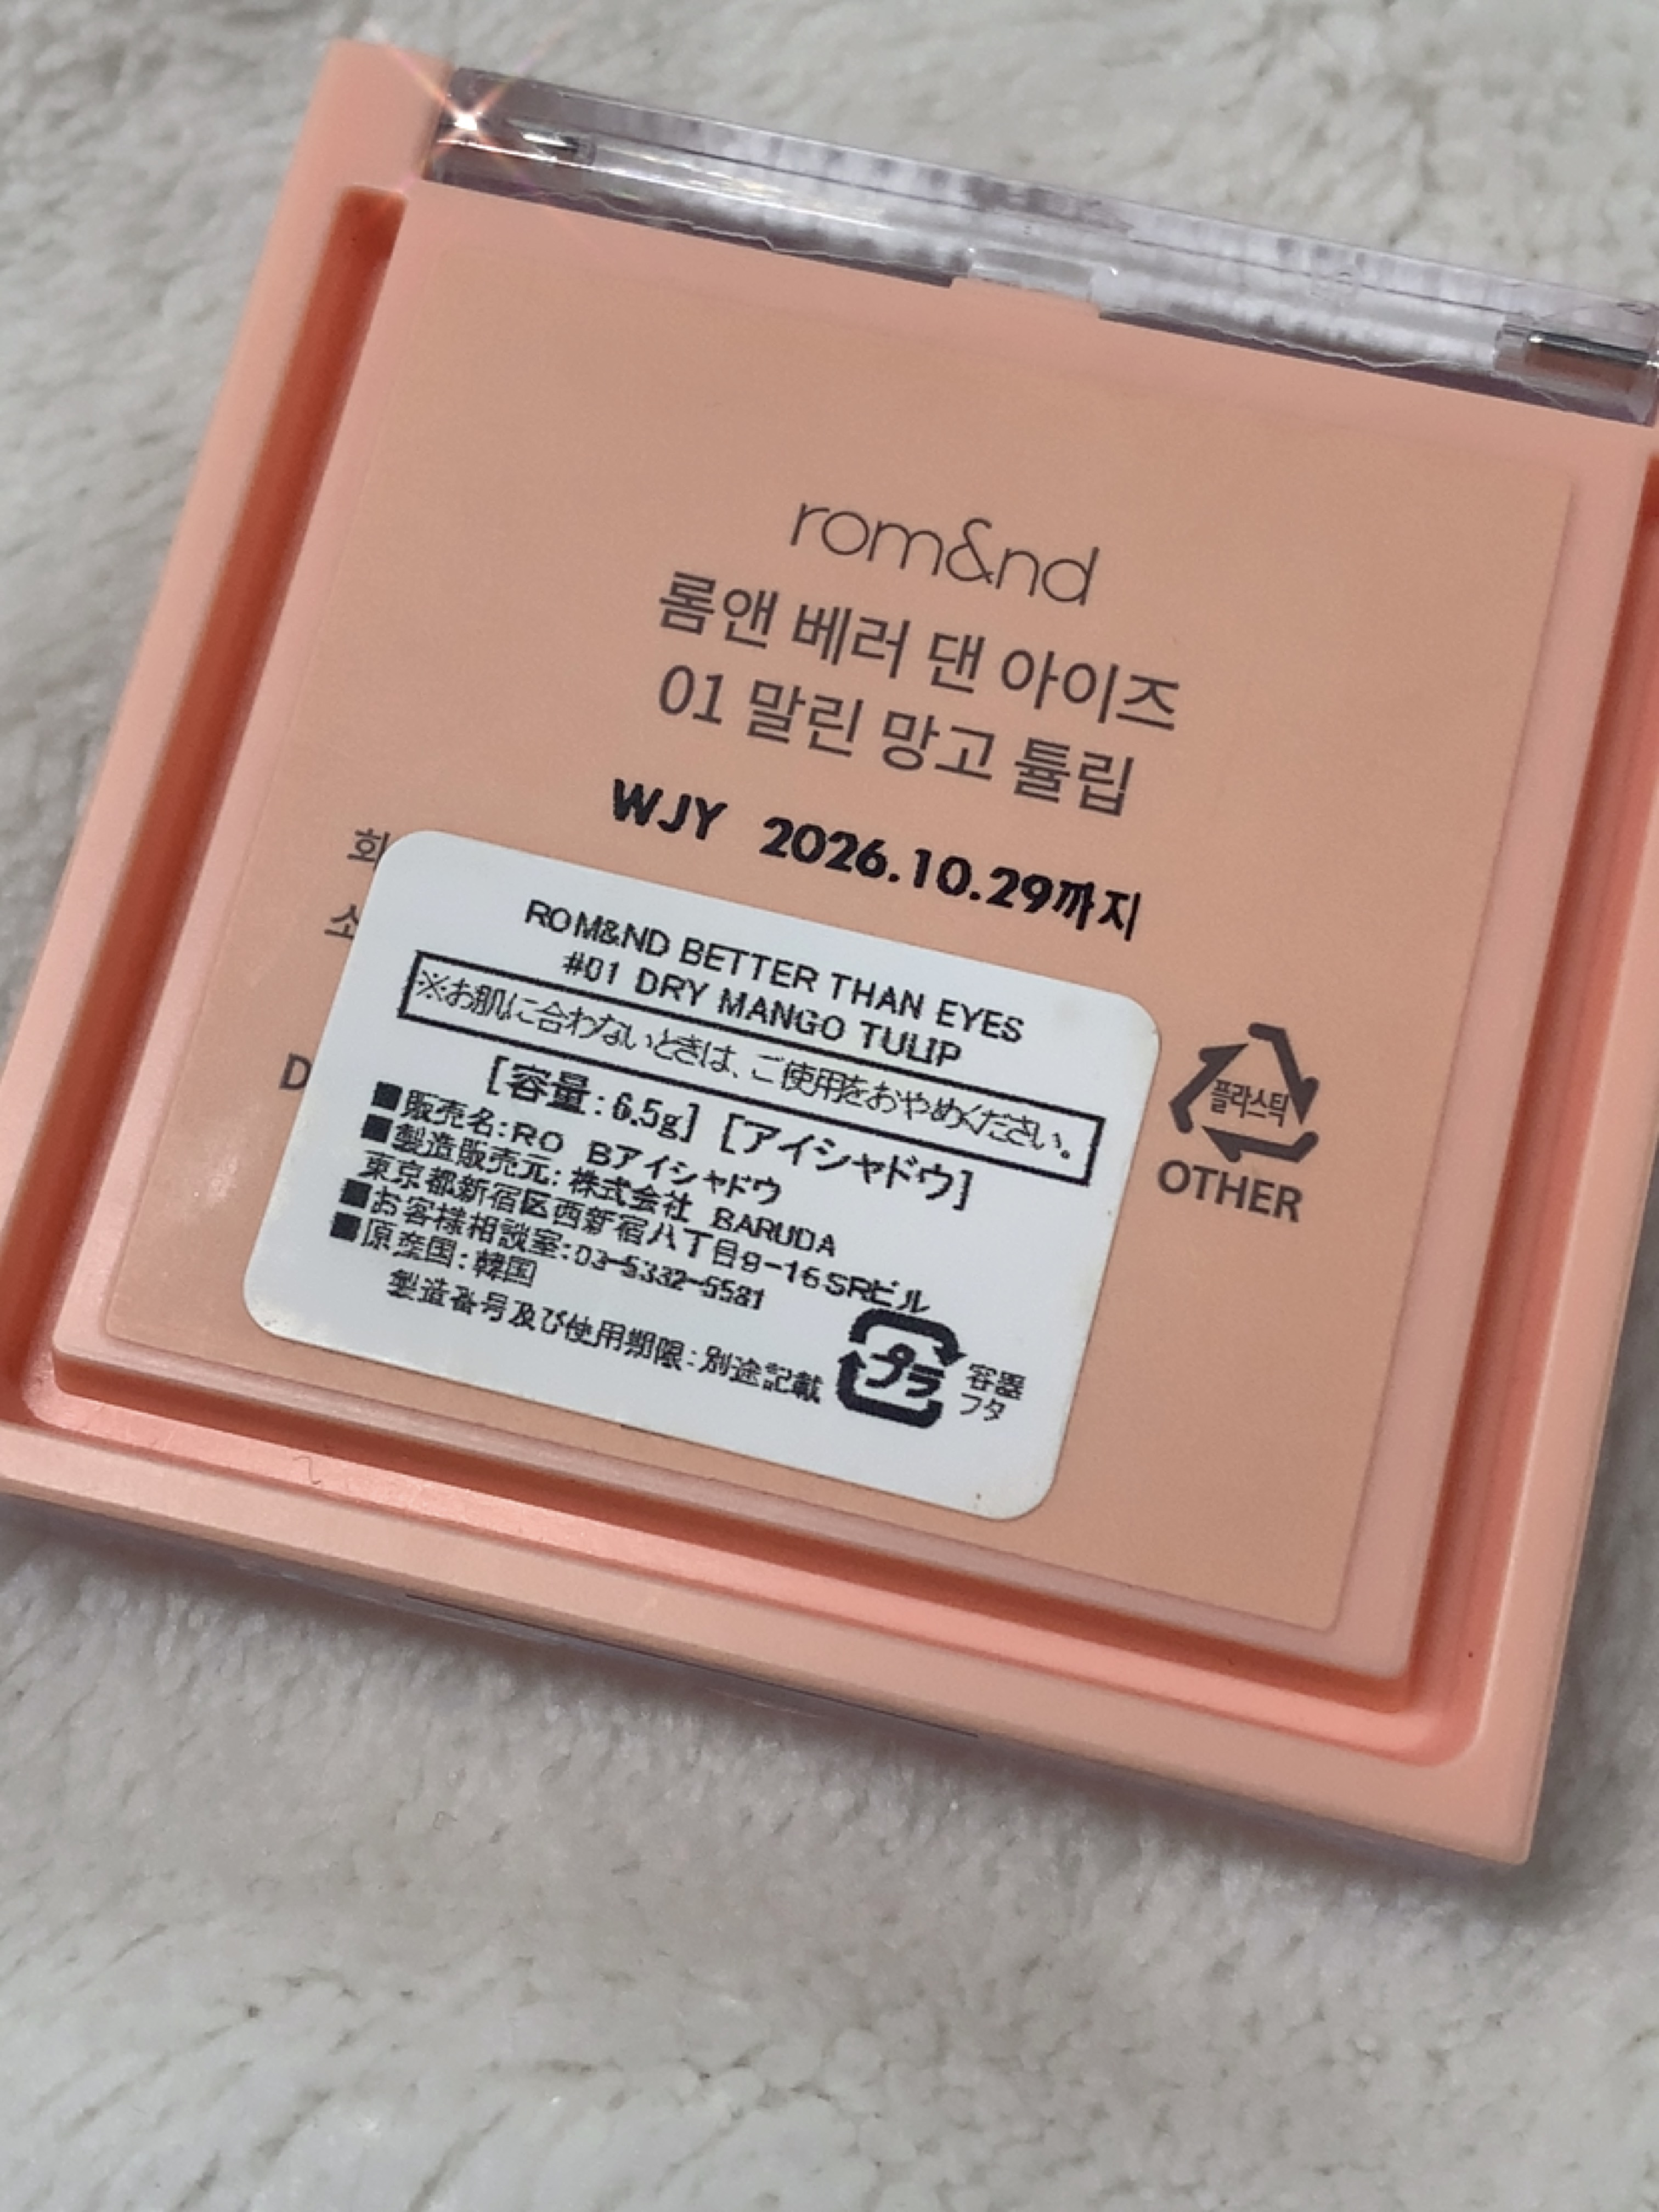 rom&nd
롬앤 베러 댄 아이즈
01 말린 망고 튤립
WJY 2026.10.29까지
회
소
D
ROM&ND BETTER THAN EYES
#01 DRY MANGO TULIP
※お肌に合わないときは、ご使用をおやめください。
[容量:6.5g] [アイシャドウ]
■販売名:RO Bアイシャドウ
■製造販売元:株式会社 BARUDA
東京都新宿区西新宿八丁目9-16SRビル
■お客様相談室:03-5332-5581
■原産国:韓国
製造番号及び使用期限:別途記載
プラ
容器
フタ
플라스틱
OTHER